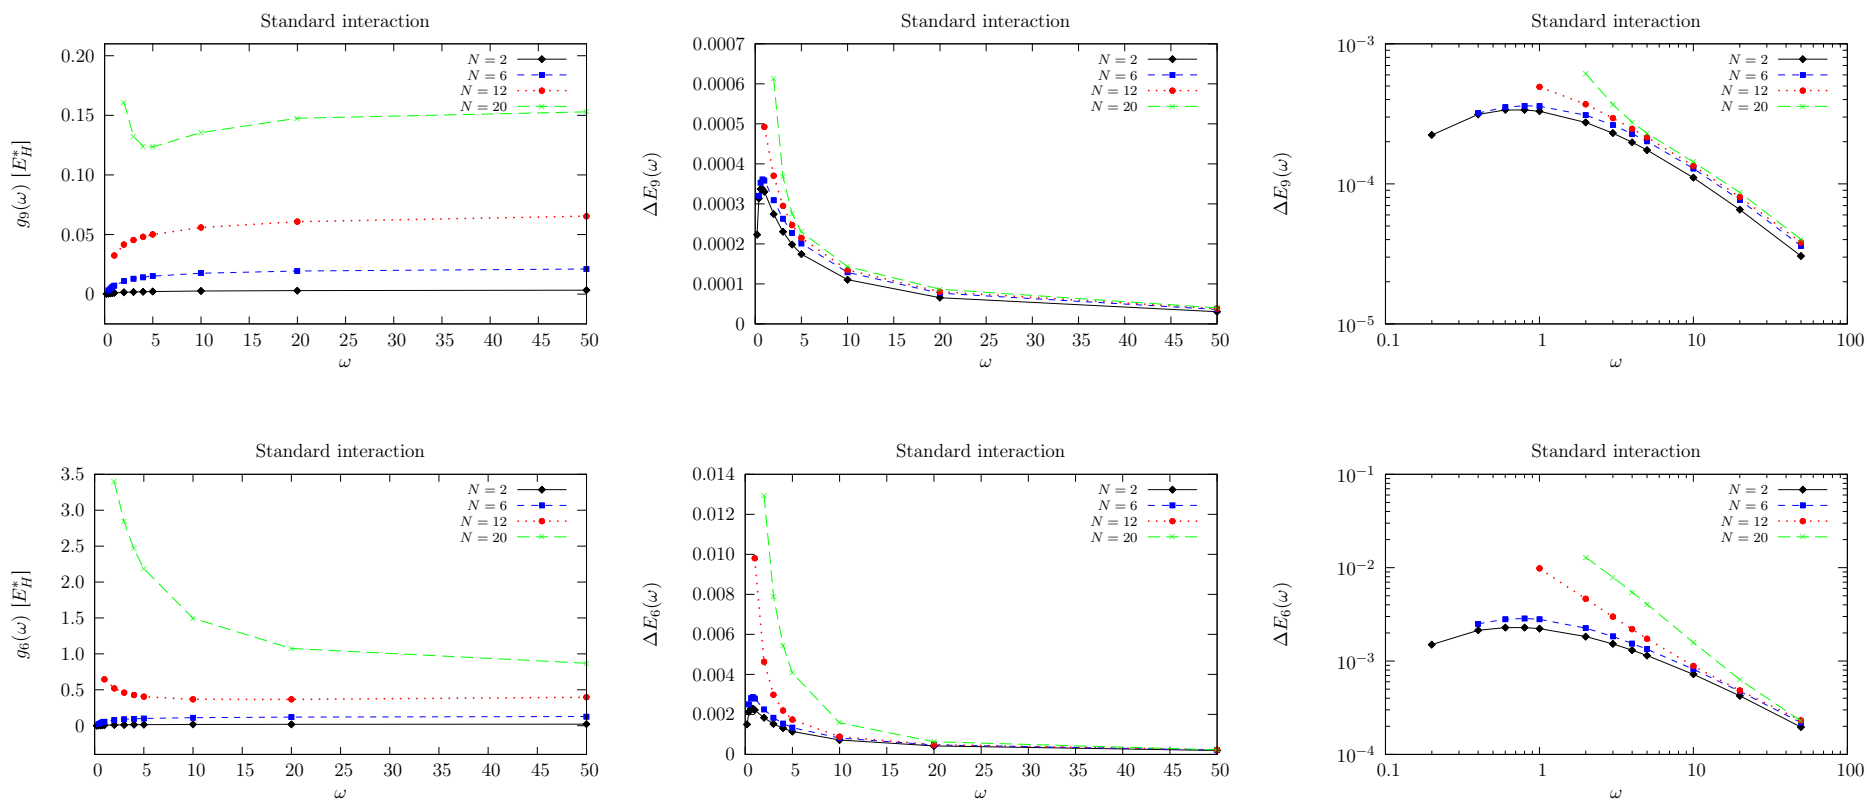 Standard interaction
g₉(ω) [E*_H]
0.20
0.15
0.10
0.05
0
N = 2
N = 6
N = 12
N = 20
0 5 10 15 20 25 30 35 40 45 50
ω
Standard interaction
ΔE₉(ω)
0.0007
0.0006
0.0005
0.0004
0.0003
0.0002
0.0001
0
N = 2
N = 6
N = 12
N = 20
0 5 10 15 20 25 30 35 40 45 50
ω
Standard interaction
ΔE₉(ω)
10⁻³
10⁻⁴
10⁻⁵
N = 2
N = 6
N = 12
N = 20
0.1 1 10 100
ω
Standard interaction
g₆(ω) [E*_H]
3.5
3.0
2.5
2.0
1.5
1.0
0.5
0
N = 2
N = 6
N = 12
N = 20
0 5 10 15 20 25 30 35 40 45 50
ω
Standard interaction
ΔE₆(ω)
0.014
0.012
0.010
0.008
0.006
0.004
0.002
0
N = 2
N = 6
N = 12
N = 20
0 5 10 15 20 25 30 35 40 45 50
ω
Standard interaction
ΔE₆(ω)
10⁻¹
10⁻²
10⁻³
10⁻⁴
N = 2
N = 6
N = 12
N = 20
0.1 1 10 100
ω